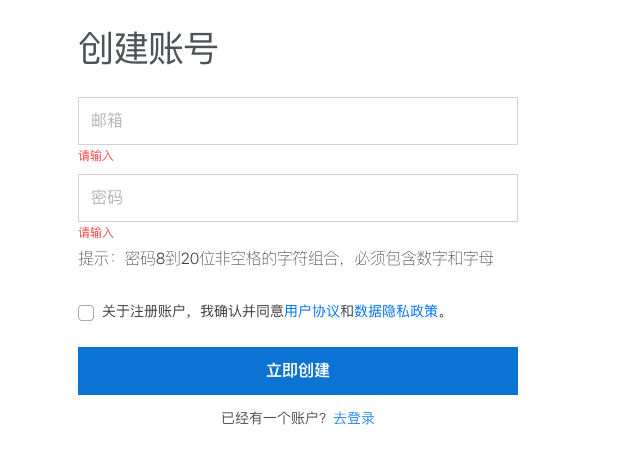 创建账号
邮箱
请输入
密码
请输入
提示：密码8到20位非空格的字符组合，必须包含数字和字母
关于注册账户，我确认并同意用户协议和数据隐私政策。
立即创建
已经有一个账户？去登录